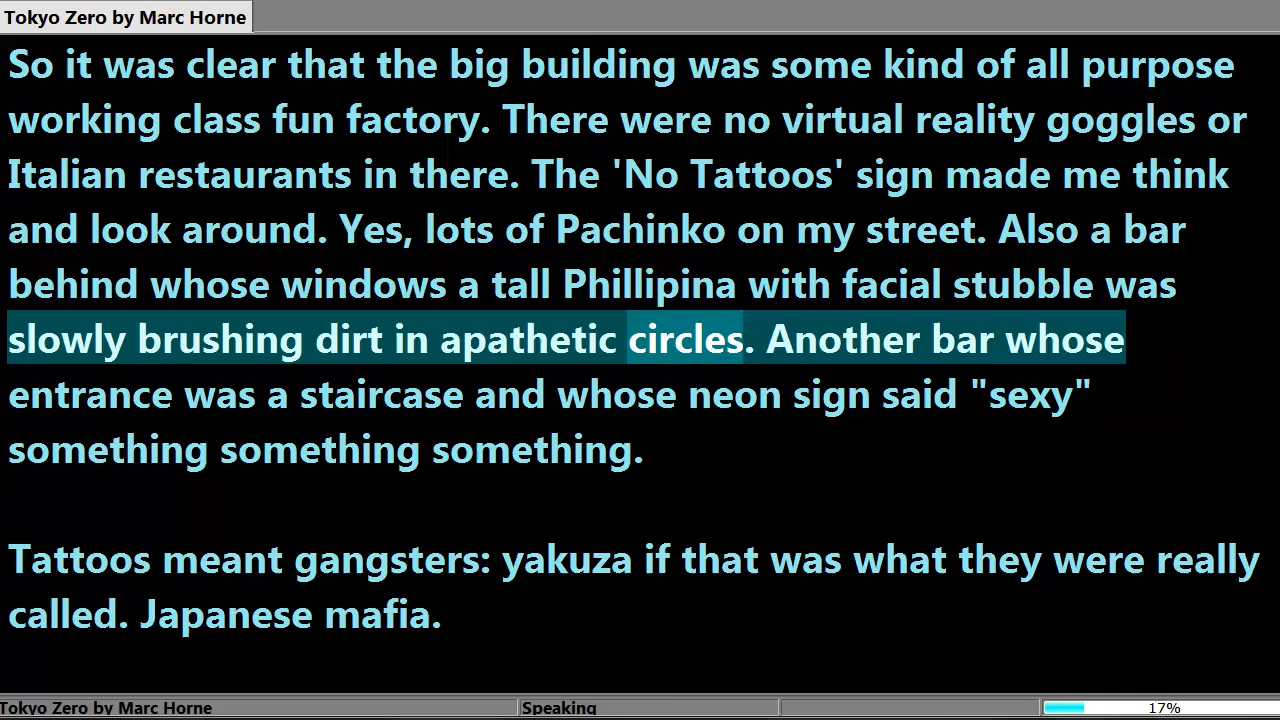 Tokyo Zero by Marc Horne
So it was clear that the big building was some kind of all purpose
working class fun factory. There were no virtual reality goggles or
Italian restaurants in there. The 'No Tattoos' sign made me think
and look around. Yes, lots of Pachinko on my street. Also a bar
behind whose windows a tall Phillipina with facial stubble was
slowly brushing dirt in apathetic circles. Another bar whose
entrance was a staircase and whose neon sign said "sexy"
something something something.
Tattoos meant gangsters: yakuza if that was what they were really
called. Japanese mafia.
Tokyo Zero by Marc Horne Speaking 17%